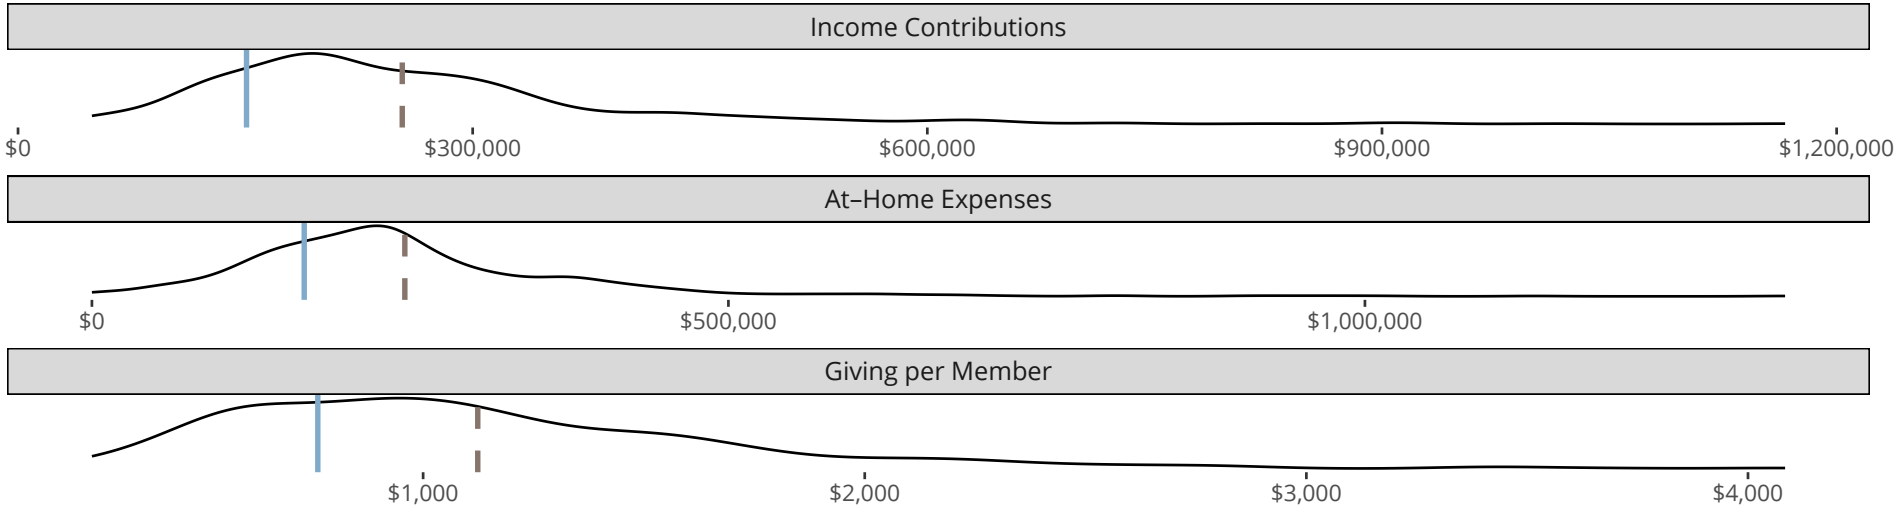 Income Contributions
$0 $300,000 $600,000 $900,000 $1,200,000
At–Home Expenses
$0 $500,000 $1,000,000
Giving per Member
$1,000 $2,000 $3,000 $4,000